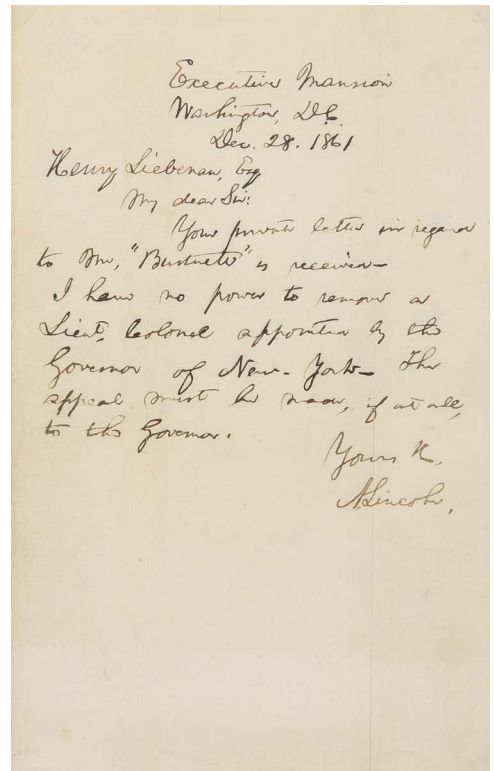 Executive Mansion
Washington, D.C.
Dec. 28. 1861
Henry Liebenau, Esq
My dear Sir:
Your private letter in regard
to Mr, " " is received—
I have no power to remove a
Lieut. Colonel appointed by the
Governor of New-York— The
appeal must be made, if at all,
to the Governor.
Yours &c.
A. Lincoln.